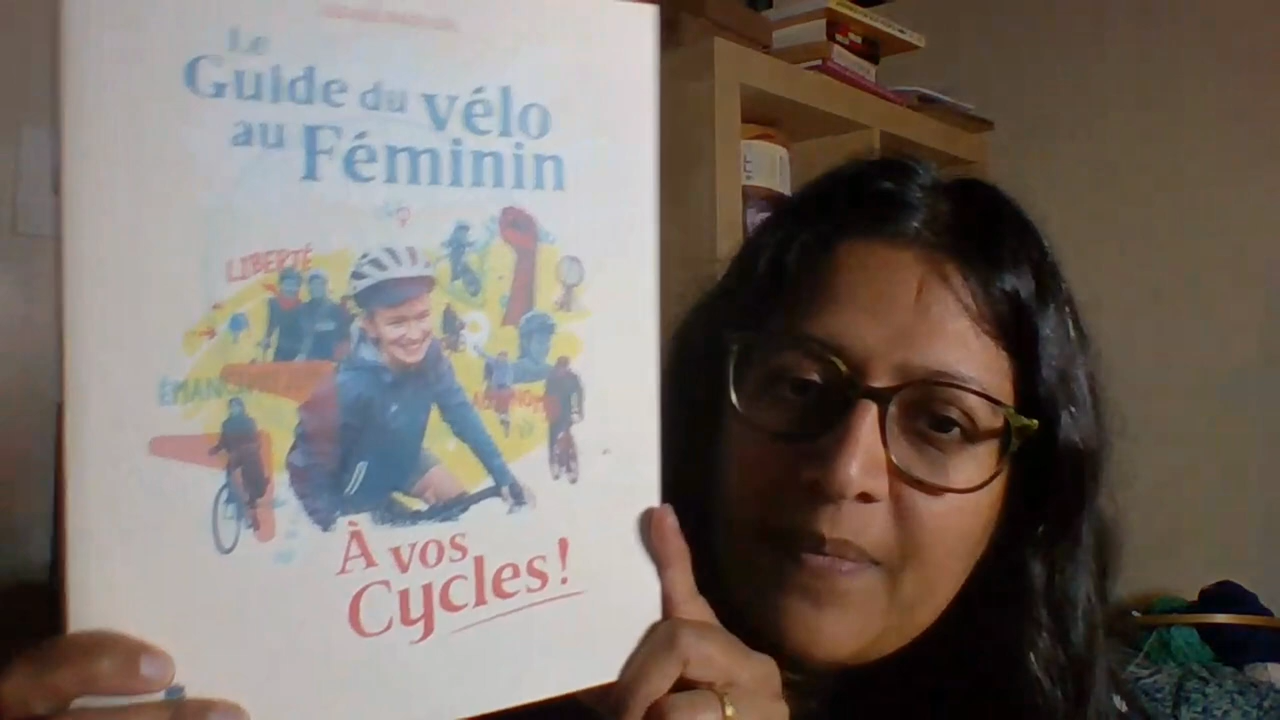 Le
Guide du vélo
au Féminin
LIBERTÉ
À vos
Cycles!